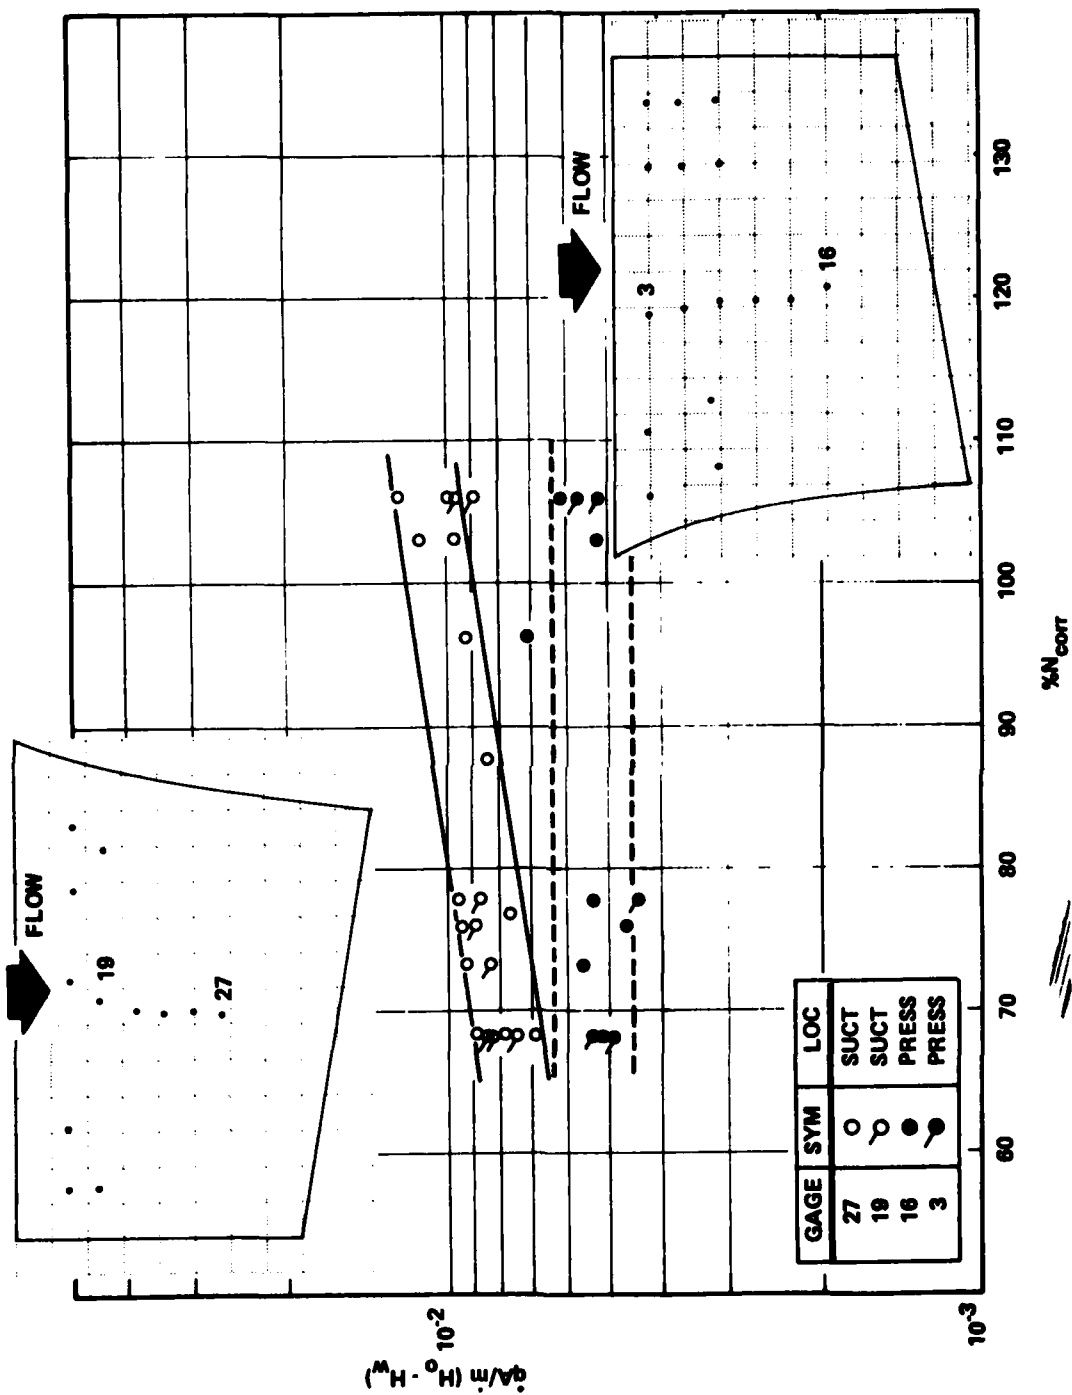 FLOW
19
27
FLOW
3
16
q̇A/ṁ (H₀ - H_w)
10⁻²
10⁻³
60
70
80
90
100
110
120
130
%N_corr
GAGE SYM LOC
27 SUCT
19 SUCT
16 PRESS
3 PRESS